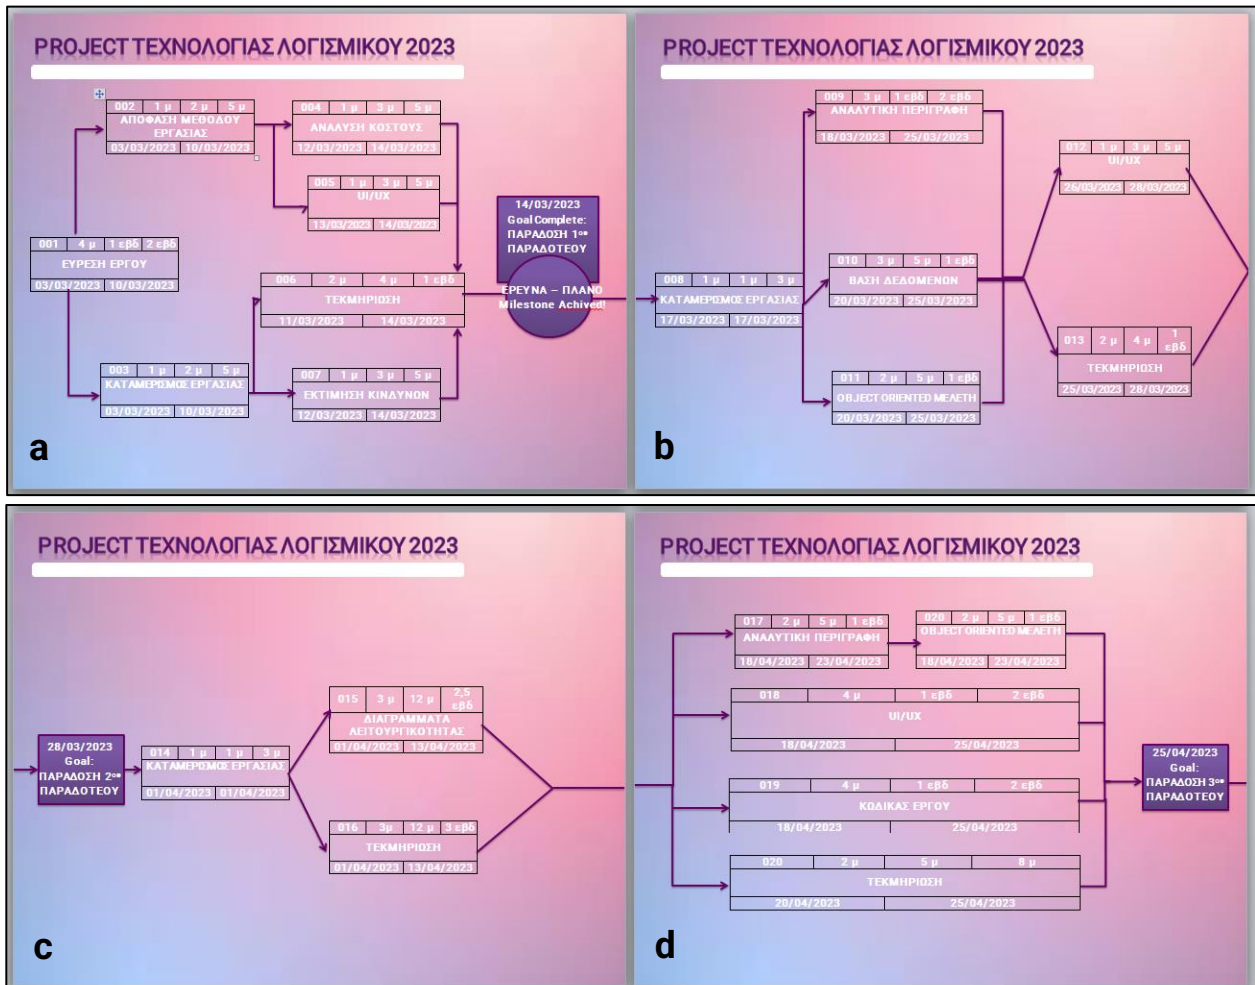 PROJECT ΤΕΧΝΟΛΟΓΙΑΣ ΛΟΓΙΣΜΙΚΟΥ 2023
002 1 μ 2 μ 5 μ
ΑΠΟΦΑΣΗ ΜΕΘΟΔΟΥ
ΕΡΓΑΣΙΑΣ
03/03/2023 10/03/2023
004 1 μ 3 μ 5 μ
ΑΝΑΛΥΣΗ ΚΟΣΤΟΥΣ
12/03/2023 14/03/2023
005 1 μ 3 μ 5 μ
UI/UX
13/03/2023 14/03/2023
001 4 μ 1 εβδ 2 εβδ
ΕΥΡΕΣΗ ΕΡΓΟΥ
03/03/2023 10/03/2023
006 2 μ 4 μ 1 εβδ
ΤΕΚΜΗΡΙΩΣΗ
11/03/2023 14/03/2023
003 1 μ 2 μ 5 μ
ΚΑΤΑΜΕΡΙΣΜΟΣ ΕΡΓΑΣΙΑΣ
03/03/2023 10/03/2023
007 1 μ 3 μ 5 μ
ΕΚΤΙΜΗΣΗ ΚΙΝΔΥΝΩΝ
12/03/2023 14/03/2023
14/03/2023
Goal Complete:
ΠΑΡΑΔΟΣΗ 1ου
ΠΑΡΑΔΟΤΕΟΥ
ΕΡΕΥΝΑ – ΠΛΑΝΟ
Milestone Achived!
a
PROJECT ΤΕΧΝΟΛΟΓΙΑΣ ΛΟΓΙΣΜΙΚΟΥ 2023
009 3 μ 1 εβδ 2 εβδ
ΑΝΑΛΥΤΙΚΗ ΠΕΡΙΓΡΑΦΗ
18/03/2023 25/03/2023
008 1 μ 1 μ 3 μ
ΚΑΤΑΜΕΡΙΣΜΟΣ ΕΡΓΑΣΙΑΣ
17/03/2023 17/03/2023
010 3 μ 5 μ 1 εβδ
ΒΑΣΗ ΔΕΔΟΜΕΝΩΝ
20/03/2023 25/03/2023
011 2 μ 5 μ 1 εβδ
OBJECT ORIENTED ΜΕΛΕΤΗ
20/03/2023 25/03/2023
012 1 μ 3 μ 5 μ
UI/UX
26/03/2023 28/03/2023
013 2 μ 4 μ 1 εβδ
ΤΕΚΜΗΡΙΩΣΗ
25/03/2023 28/03/2023
b
PROJECT ΤΕΧΝΟΛΟΓΙΑΣ ΛΟΓΙΣΜΙΚΟΥ 2023
28/03/2023
Goal:
ΠΑΡΑΔΟΣΗ 2ου
ΠΑΡΑΔΟΤΕΟΥ
014 1 μ 1 μ 3 μ
ΚΑΤΑΜΕΡΙΣΜΟΣ ΕΡΓΑΣΙΑΣ
01/04/2023 01/04/2023
015 3 μ 12 μ 2,5 εβδ
ΔΙΑΓΡΑΜΜΑΤΑ
ΛΕΙΤΟΥΡΓΙΚΟΤΗΤΑΣ
01/04/2023 13/04/2023
016 3μ 12 μ 3 εβδ
ΤΕΚΜΗΡΙΩΣΗ
01/04/2023 13/04/2023
c
PROJECT ΤΕΧΝΟΛΟΓΙΑΣ ΛΟΓΙΣΜΙΚΟΥ 2023
017 2 μ 5 μ 1 εβδ
ΑΝΑΛΥΤΙΚΗ ΠΕΡΙΓΡΑΦΗ
18/04/2023 23/04/2023
020 2 μ 5 μ 1 εβδ
OBJECT ORIENTED ΜΕΛΕΤΗ
18/04/2023 23/04/2023
018 4 μ 1 εβδ 2 εβδ
UI/UX
18/04/2023 25/04/2023
019 4 μ 1 εβδ 2 εβδ
ΚΩΔΙΚΑΣ ΕΡΓΟΥ
18/04/2023 25/04/2023
020 2 μ 5 μ 8 μ
ΤΕΚΜΗΡΙΩΣΗ
20/04/2023 25/04/2023
25/04/2023
Goal:
ΠΑΡΑΔΟΣΗ 3ου
ΠΑΡΑΔΟΤΕΟΥ
d